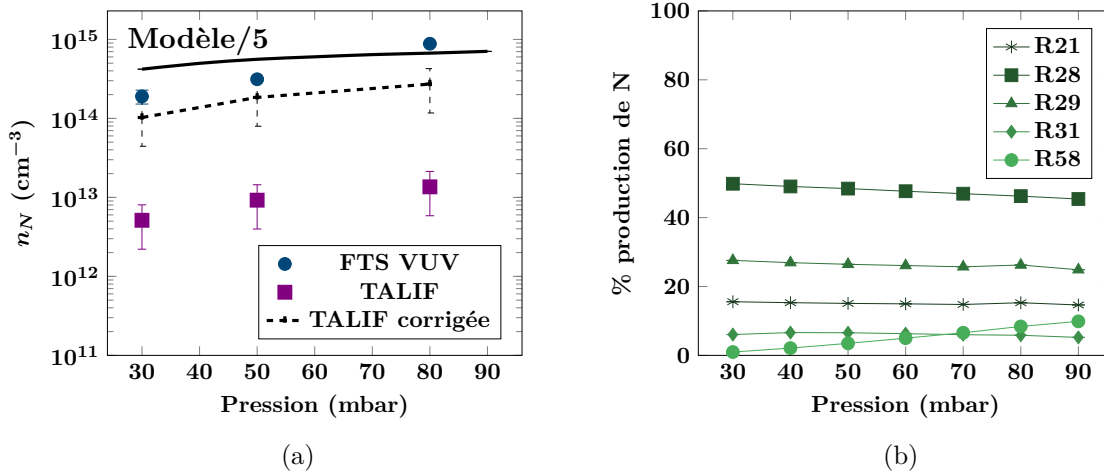 Modèle/5
10^15
10^14
10^13
10^12
10^11
n_N (cm^−3)
FTS VUV
TALIF
TALIF corrigée
30 40 50 60 70 80 90
Pression (mbar)
(a)
100
80
60
40
20
0
% production de N
R21
R28
R29
R31
R58
30 40 50 60 70 80 90
Pression (mbar)
(b)